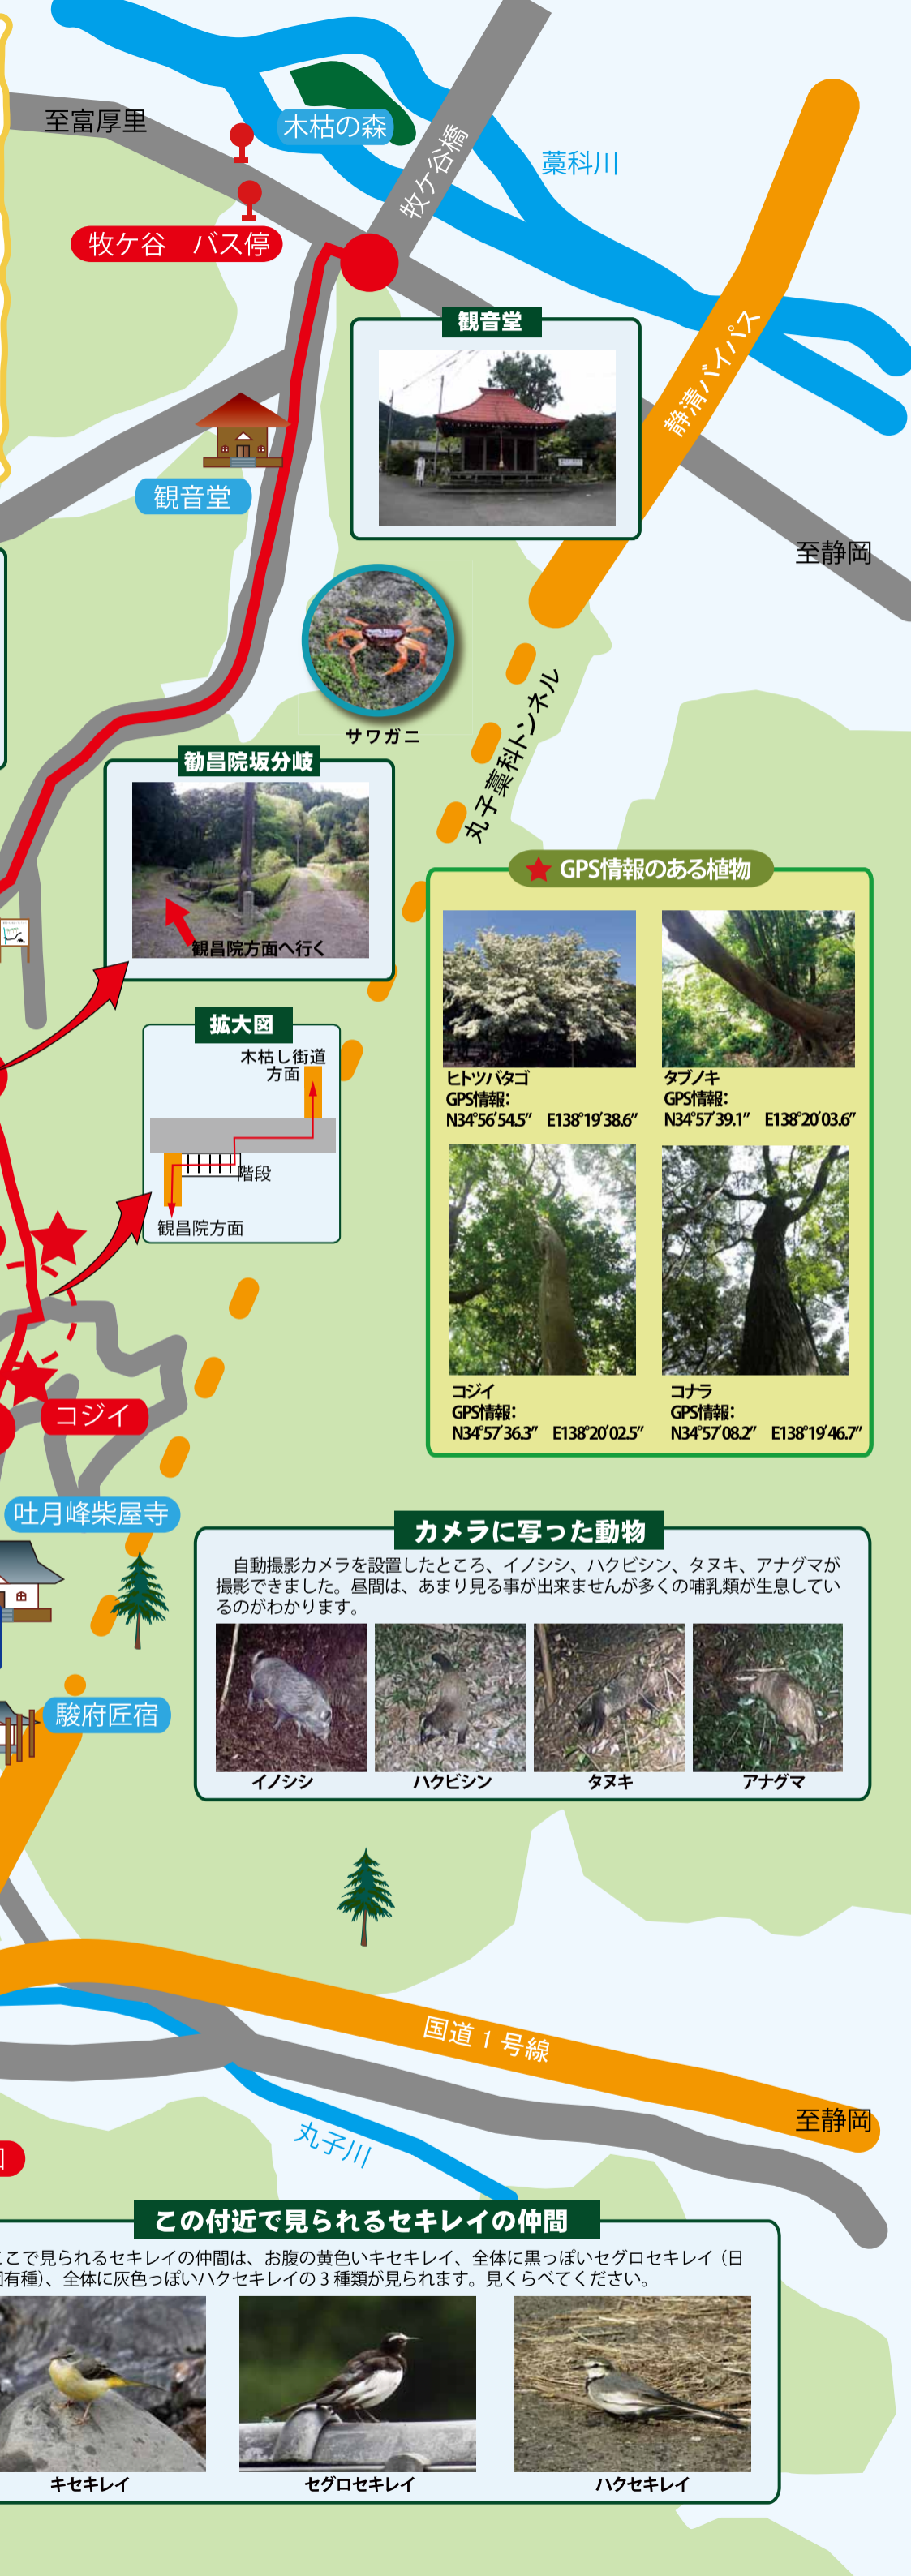 至富厚里
木枯の森
牧ケ谷橋
藁科川
牧ケ谷　バス停
観音堂
静清バイパス
観音堂
至静岡
サワガニ
丸子藁科トンネル
勧昌院坂分岐
観昌院方面へ行く
GPS情報のある植物
ヒトツバタゴ
GPS情報：
N34°56′54.5″　E138°19′38.6″
タブノキ
GPS情報：
N34°57′39.1″　E138°20′03.6″
拡大図
木枯し街道
方面
階段
観昌院方面
コジイ
GPS情報：
N34°57′36.3″　E138°20′02.5″
コナラ
GPS情報：
N34°57′08.2″　E138°19′46.7″
コジイ
吐月峰柴屋寺
カメラに写った動物
自動撮影カメラを設置したところ、イノシシ、ハクビシン、タヌキ、アナグマが
撮影できました。昼間は、あまり見る事が出来ませんが多くの哺乳類が生息してい
るのがわかります。
イノシシ
ハクビシン
タヌキ
アナグマ
駿府匠宿
国道１号線
至静岡
丸子川
この付近で見られるセキレイの仲間
こで見られるセキレイの仲間は、お腹の黄色いキセキレイ、全体に黒っぽいセグロセキレイ（日
有種）、全体に灰色っぽいハクセキレイの３種類が見られます。見くらべてください。
キセキレイ
セグロセキレイ
ハクセキレイ